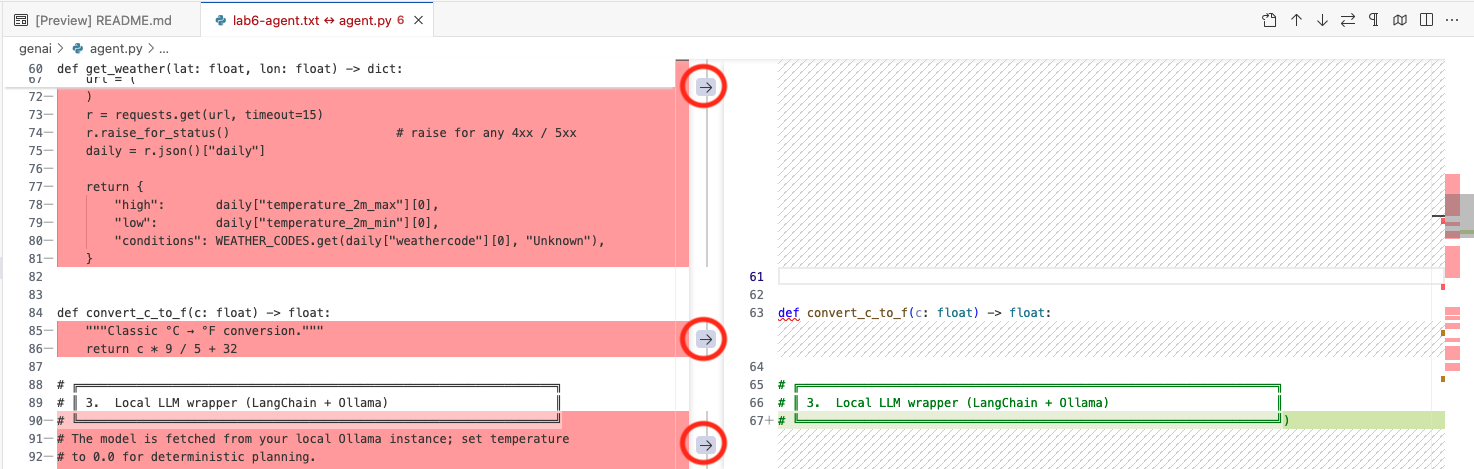 [Preview] README.md
lab6-agent.txt ↔ agent.py 6
genai > agent.py > ...
60 def get_weather(lat: float, lon: float) -> dict:
67 url = (
72 )
73 r = requests.get(url, timeout=15)
74 r.raise_for_status() # raise for any 4xx / 5xx
75 daily = r.json()["daily"]
76
77 return {
78 "high": daily["temperature_2m_max"][0],
79 "low": daily["temperature_2m_min"][0],
80 "conditions": WEATHER_CODES.get(daily["weathercode"][0], "Unknown"),
81 }
82
83
84 def convert_c_to_f(c: float) -> float:
85 """Classic °C → °F conversion."""
86 return c * 9 / 5 + 32
87
88 # ╔══════════════════════════════════════════════════════════════════╗
89 # ║ 3. Local LLM wrapper (LangChain + Ollama) ║
90 # ╚══════════════════════════════════════════════════════════════════╝
91 # The model is fetched from your local Ollama instance; set temperature
92 # to 0.0 for deterministic planning.
61
62
63 def convert_c_to_f(c: float) -> float:
64
65 # ╔══════════════════════════════════════════════════════════════════╗
66 # ║ 3. Local LLM wrapper (LangChain + Ollama) ║
67+ # ╚══════════════════════════════════════════════════════════════════╝)